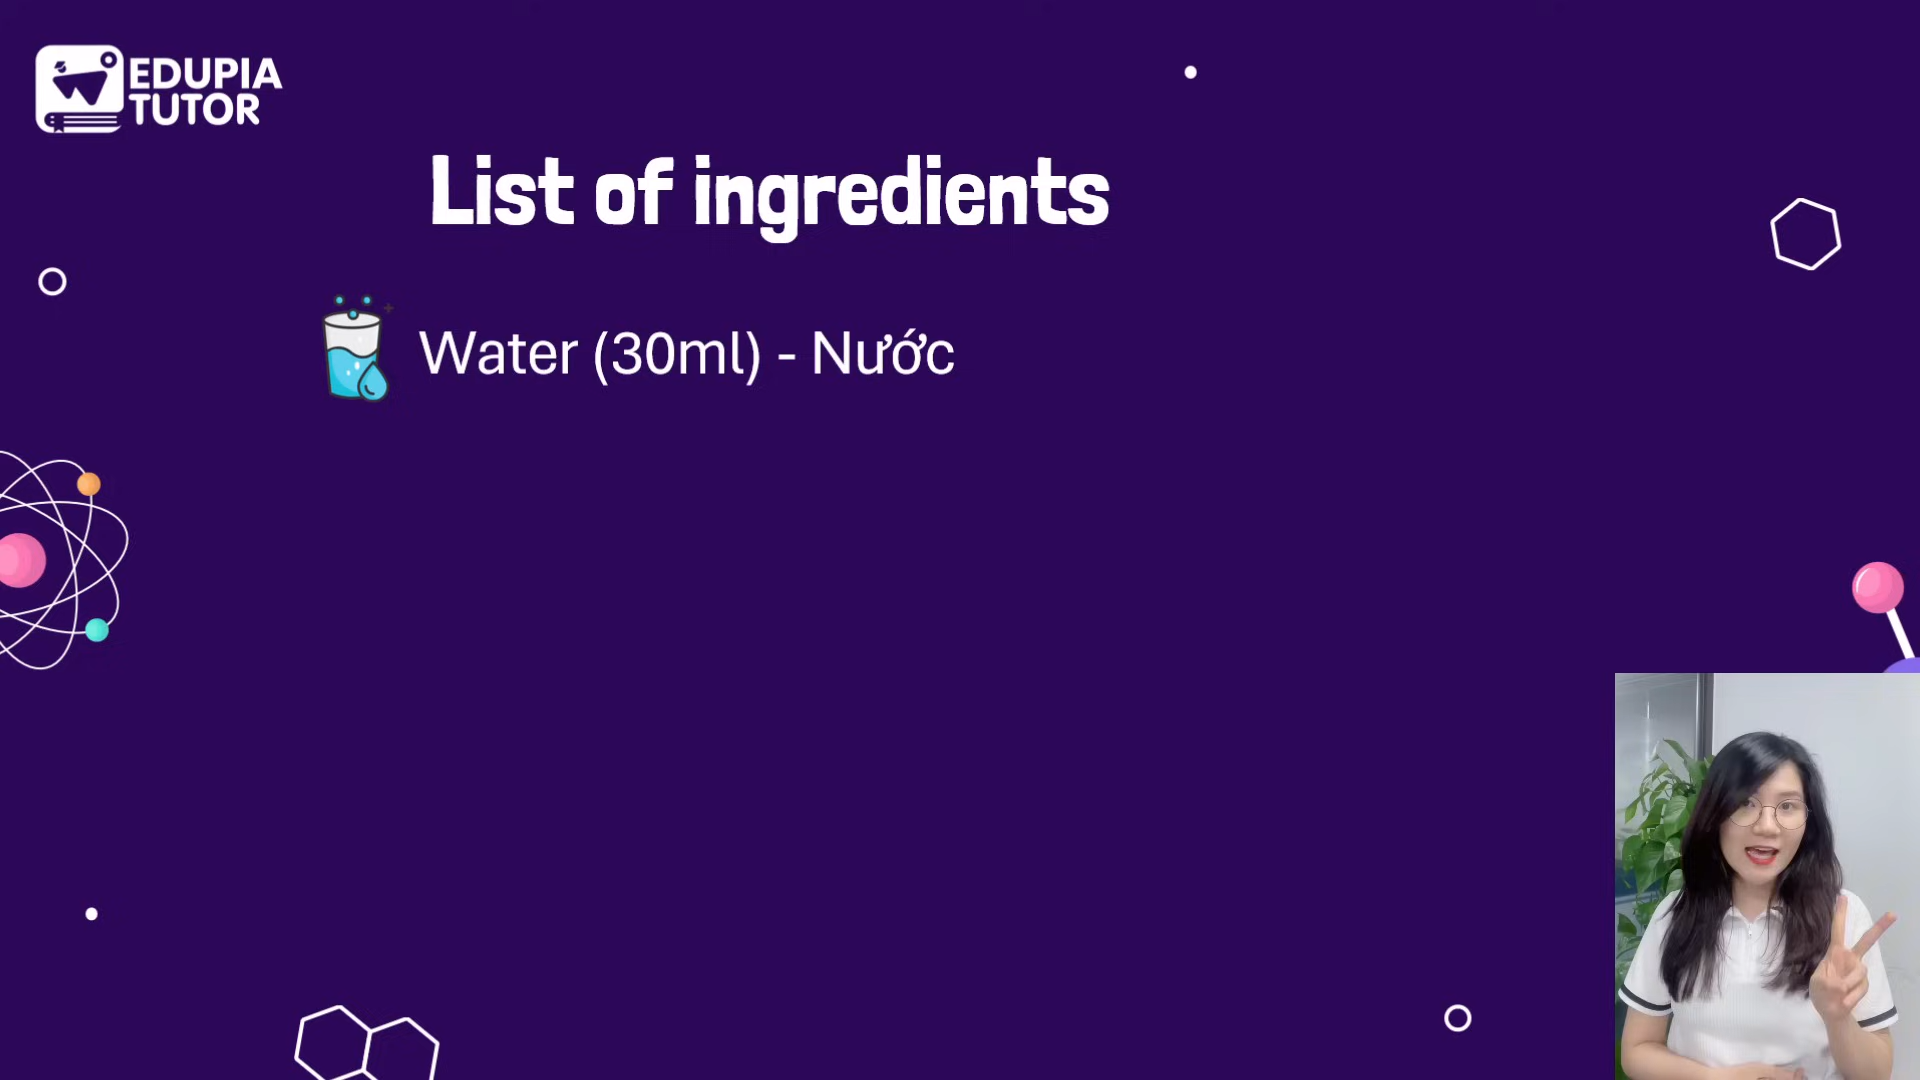 EDUPIA
TUTOR
List of ingredients
Water (30ml) - Nước